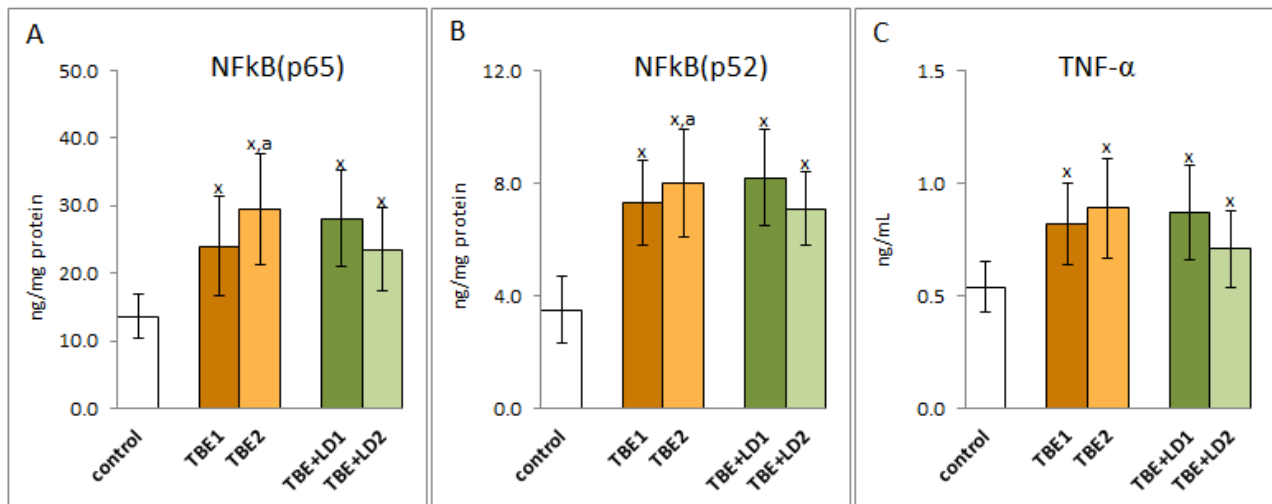 A
NFkB(p65)
ng/mg protein
50.0
40.0
30.0
20.0
10.0
0.0
x
x,a
x
x
control
TBE1
TBE2
TBE+LD1
TBE+LD2
B
NFkB(p52)
ng/mg protein
12.0
8.0
4.0
0.0
x
x,a
x
x
control
TBE1
TBE2
TBE+LD1
TBE+LD2
C
TNF-α
ng/mL
1.5
1.0
0.5
0.0
x
x
x
x
control
TBE1
TBE2
TBE+LD1
TBE+LD2